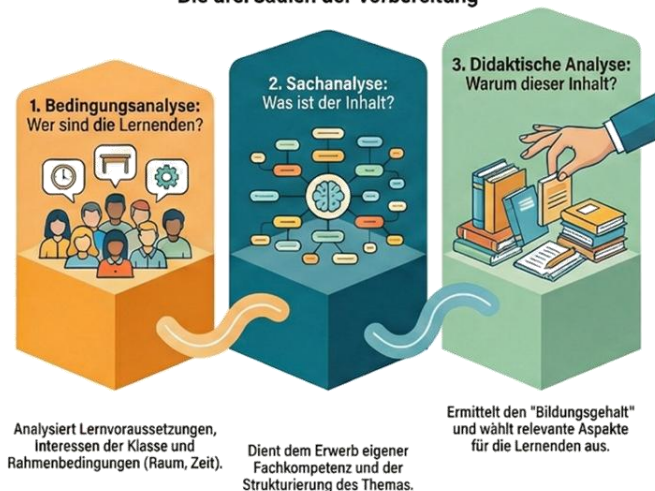 Die drei Säulen der Vorbereitung
1. Bedingungsanalyse:
Wer sind die Lernenden?
2. Sachanalyse:
Was ist der Inhalt?
3. Didaktische Analyse:
Warum dieser Inhalt?
Analysiert Lernvoraussetzungen,
Interessen der Klasse und
Rahmenbedingungen (Raum, Zeit).
Dient dem Erwerb eigener
Fachkompetenz und der
Strukturierung des Themas.
Ermittelt den "Bildungsgehalt"
und wählt relevante Aspekte
für die Lernenden aus.